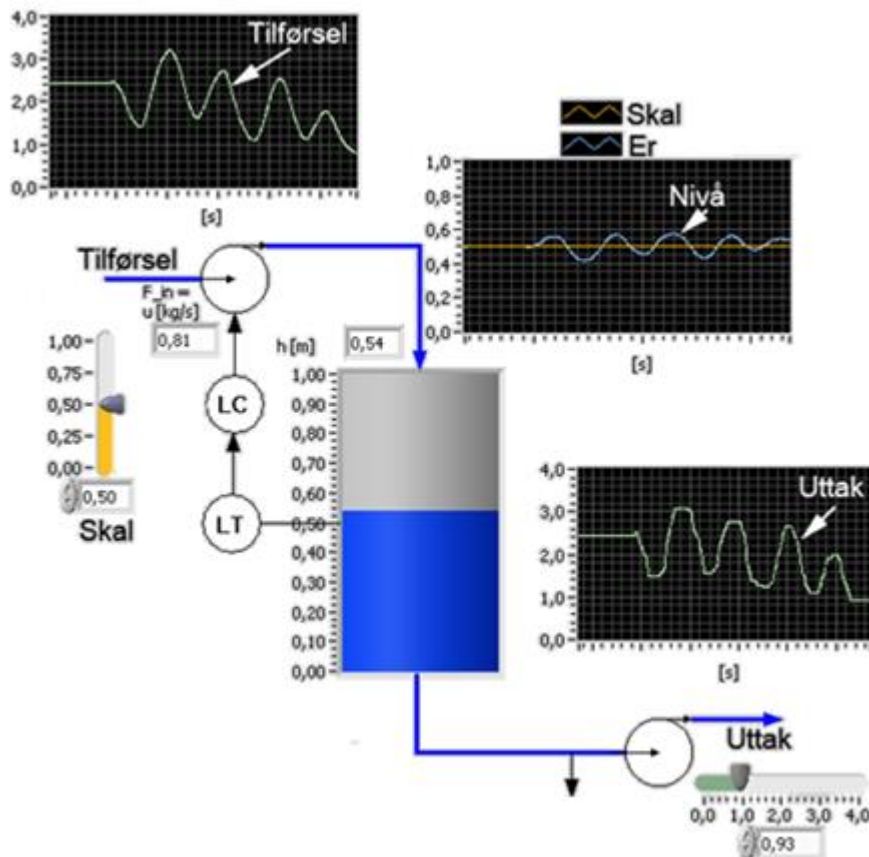 4,0
3,0
2,0
1,0
0,0
Tilførsel
[s]
Skal
Er
1,0
0,8
0,6
0,4
0,2
0,0
Nivå
[s]
Tilførsel
F_in =
u [kg/s]
0,81
h [m]
0,54
1,00
0,75
0,50
0,25
0,00
0,50
Skal
LC
LT
1,00
0,90
0,80
0,70
0,60
0,50
0,40
0,30
0,20
0,10
0,00
4,0
3,0
2,0
1,0
0,0
Uttak
[s]
Uttak
0,0 1,0 2,0 3,0 4,0
0,93